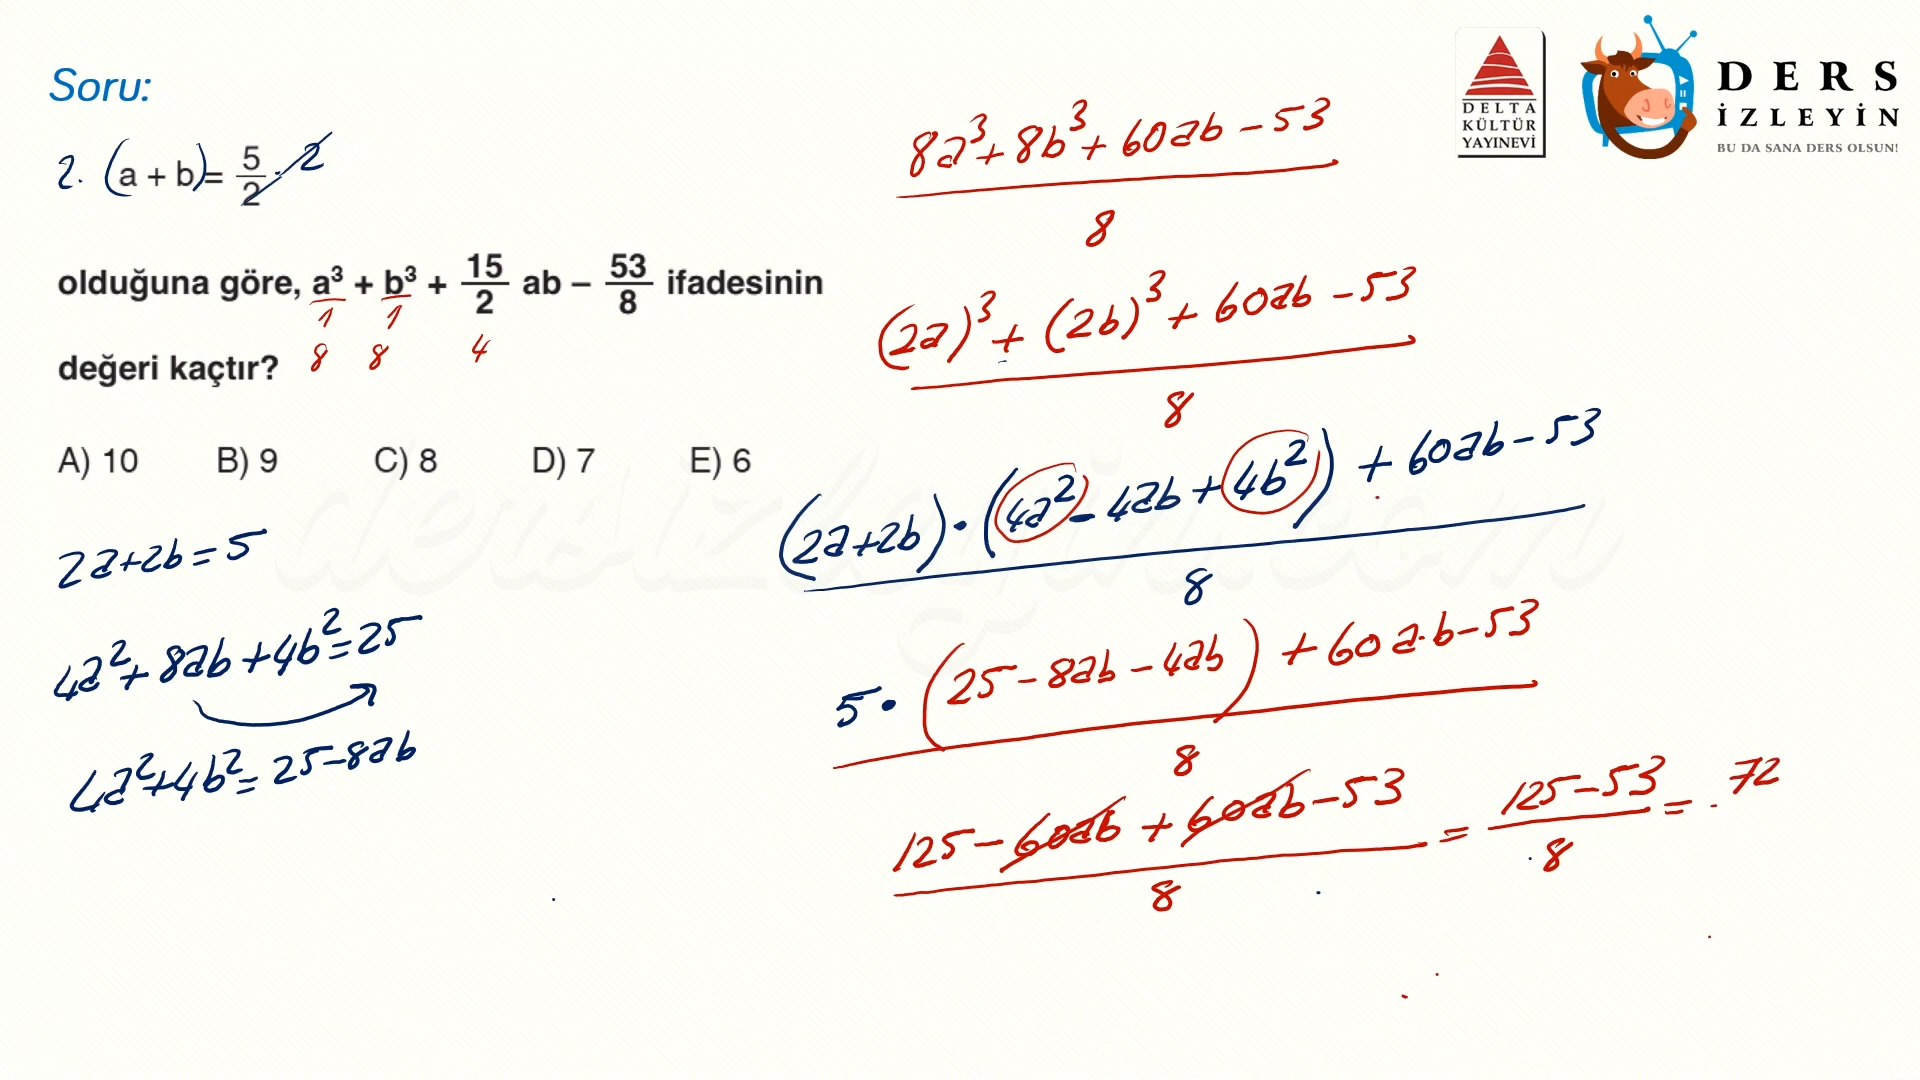 Soru:
2. (a + b) = 5/2 · 2
olduğuna göre, a³ + b³ + 15/2 ab – 53/8 ifadesinin
1 1
8 8 4
değeri kaçtır?
A) 10 B) 9 C) 8 D) 7 E) 6
2a+2b=5
4a²+8ab+4b²=25
4a²+4b²=25-8ab
8a³+8b³+60ab-53
8
(2a)³+(2b)³+60ab-53
8
(2a+2b)·(4a²-4ab+4b²)+60ab-53
8
5·(25-8ab-4ab)+60a·b-53
8
125-60ab+60ab-53 = 125-53 = 72
8 8
DELTA
KÜLTÜR
YAYINEVİ
DERS
İZLEYİN
BU DA SANA DERS OLSUN!
dersizleyin.com